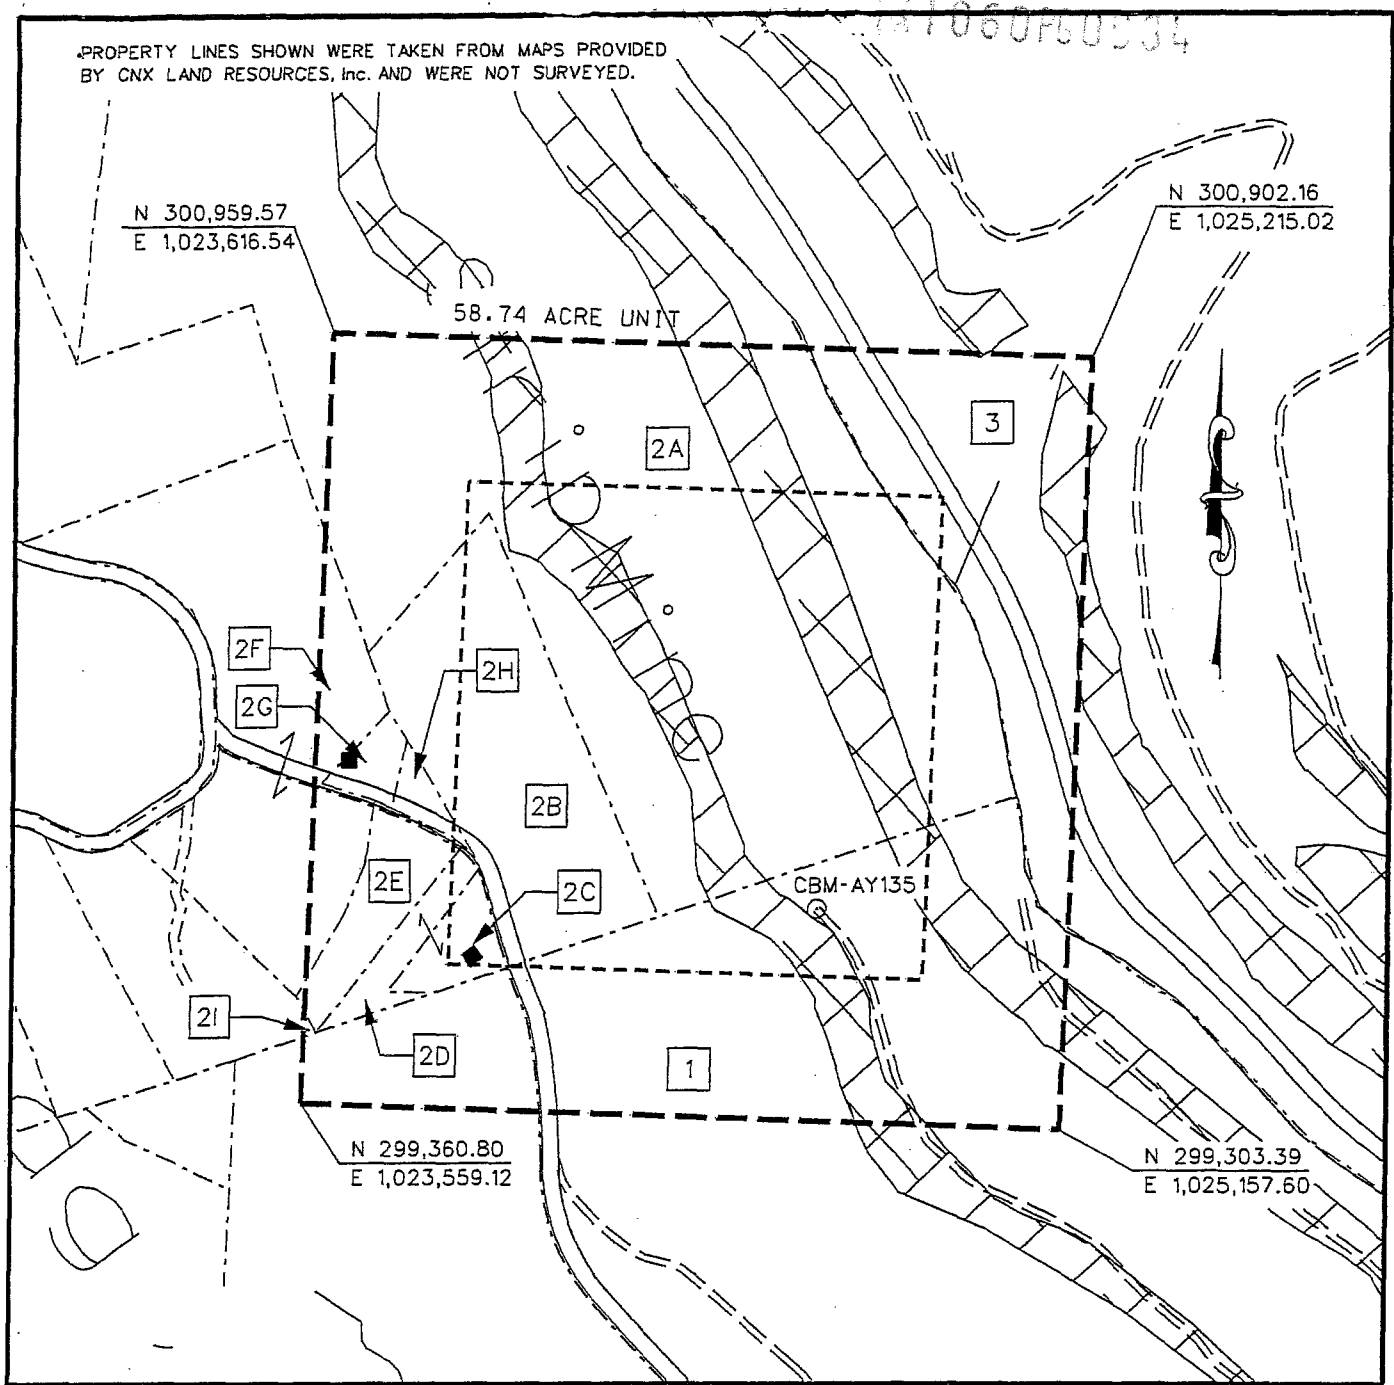 PROPERTY LINES SHOWN WERE TAKEN FROM MAPS PROVIDED
BY CNX LAND RESOURCES, Inc. AND WERE NOT SURVEYED.
N 300,959.57
E 1,023,616.54
N 300,902.16
E 1,025,215.02
58.74 ACRE UNIT
3
2A
2F
2H
2G
2B
2E
2C
CBM-AY135
2I
2D
1
N 299,360.80
E 1,023,559.12
N 299,303.39
E 1,025,157.60